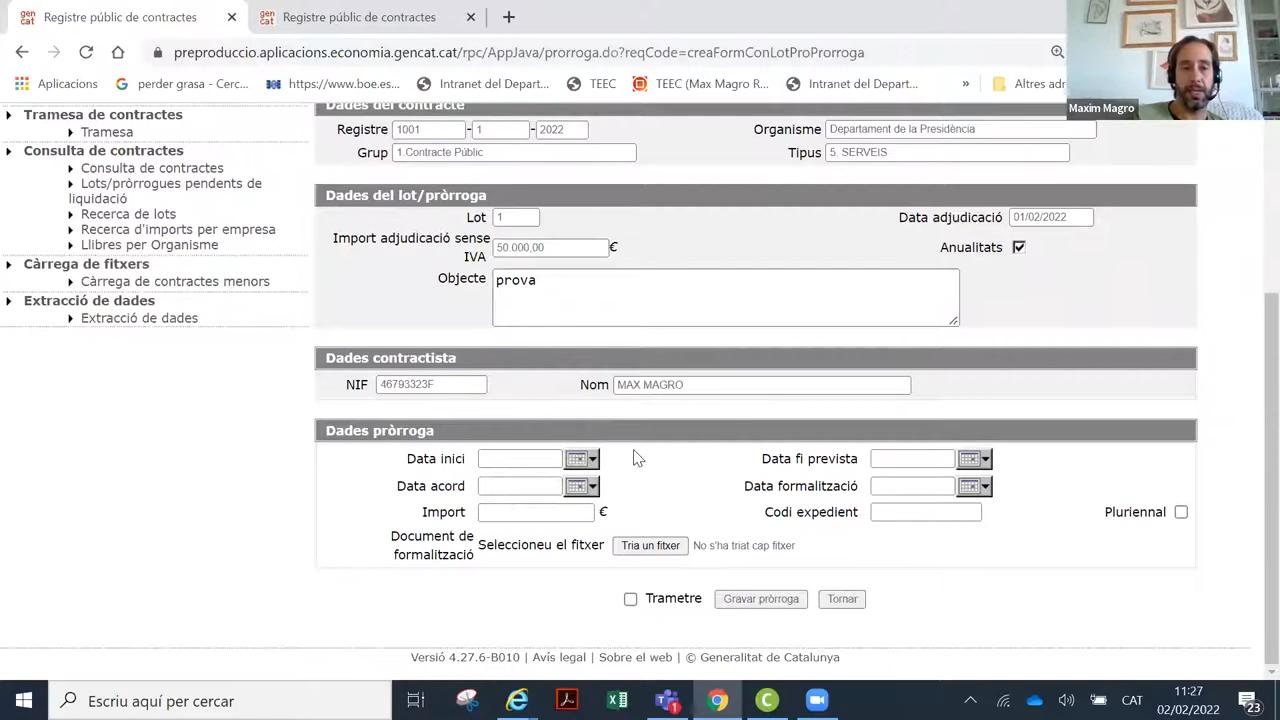 Registre públic de contractes
Registre públic de contractes
preproduccio.aplicacions.economia.gencat.cat/rpc/AppJava/prorroga.do?reqCode=creaFormConLotProProrroga
Aplicacions
perder grasa - Cerc...
https://www.boe.es...
Intranet del Depart...
TEEC
TEEC (Max Magro R
Intranet del Depart...
»
Altres adr
Maxim Magro
Tramesa de contractes
Tramesa
Consulta de contractes
Consulta de contractes
Lots/pròrrogues pendents de
liquidació
Recerca de lots
Recerca d'imports per empresa
Llibres per Organisme
Càrrega de fitxers
Càrrega de contractes menors
Extracció de dades
Extracció de dades
Dades del contracte
Registre 1001 - 1 - 2022 Organisme Departament de la Presidència
Grup 1.Contracte Públic Tipus 5. SERVEIS
Dades del lot/pròrroga
Lot 1 Data adjudicació 01/02/2022
Import adjudicació sense
IVA 50.000,00 € Anualitats
Objecte prova
Dades contractista
NIF 46793323F Nom MAX MAGRO
Dades pròrroga
Data inici Data fi prevista
Data acord Data formalització
Import € Codi expedient Pluriennal
Document de
formalització Seleccioneu el fitxer Tria un fitxer No s'ha triat cap fitxer
Trametre Gravar pròrroga Tornar
Versió 4.27.6-B010 | Avís legal | Sobre el web | © Generalitat de Catalunya
Escriu aquí per cercar
CAT
11:27
02/02/2022
23